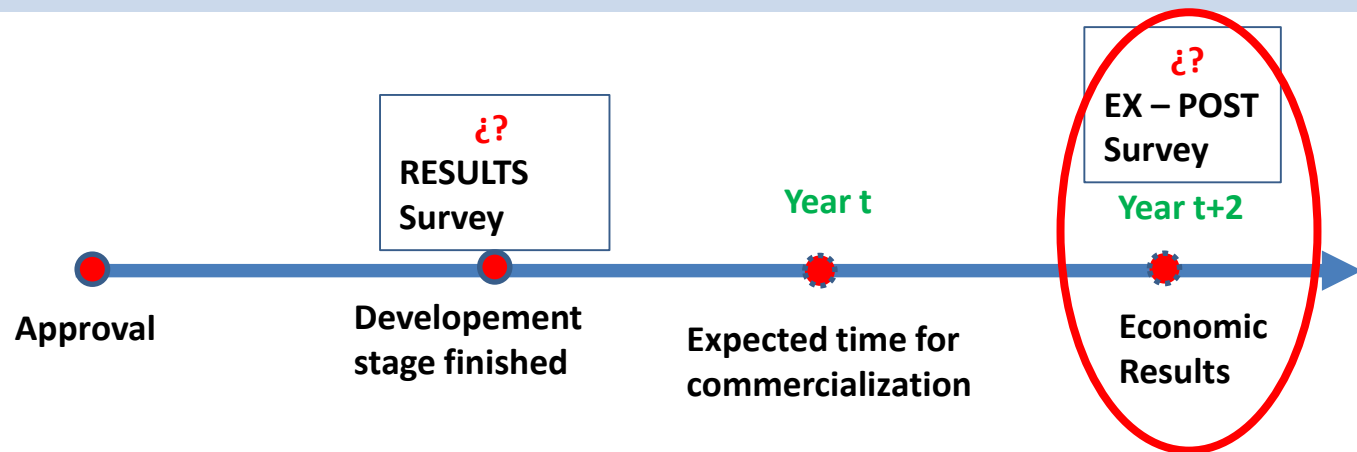 ¿?
RESULTS
Survey
¿?
EX – POST
Survey
Year t
Year t+2
Approval
Developement
stage finished
Expected time for
commercialization
Economic
Results